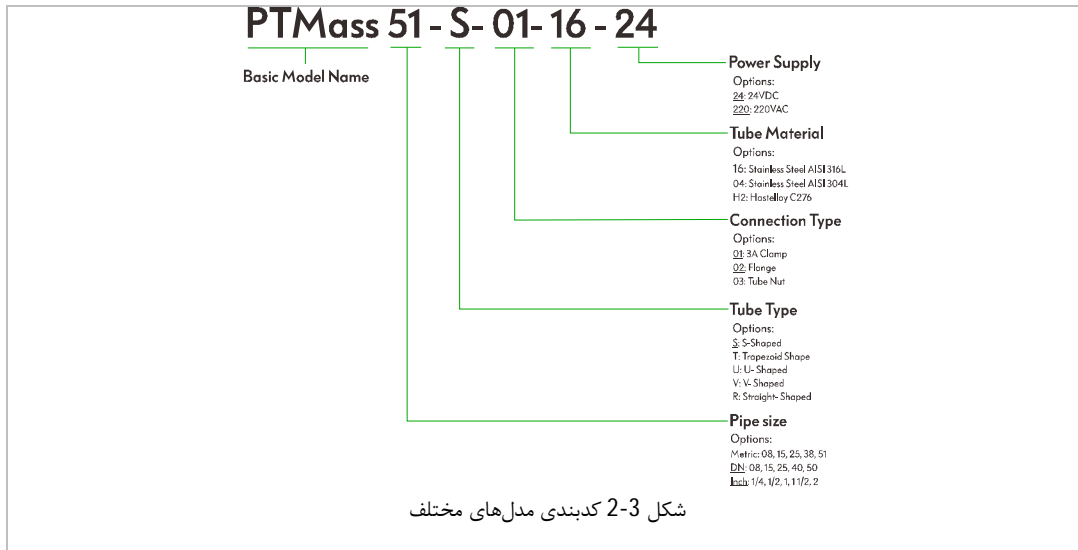 PTMass 51 - S - 01 - 16 - 24
Basic Model Name
Power Supply
Options:
24: 24VDC
220: 220VAC
Tube Material
Options:
16: Stainless Steel AISI 316L
04: Stainless Steel AISI 304L
H2: Hastelloy C276
Connection Type
Options:
01: 3A Clamp
02: Flange
03: Tube Nut
Tube Type
Options:
S: S-Shaped
T: Trapezoid Shape
U: U- Shaped
V: V- Shaped
R: Straight- Shaped
Pipe size
Options:
Metric: 08, 15, 25, 38, 51
DN: 08, 15, 25, 40, 50
Inch: 1/4, 1/2, 1, 1 1/2, 2
شکل 3-2 کدبندی مدل‌های مختلف